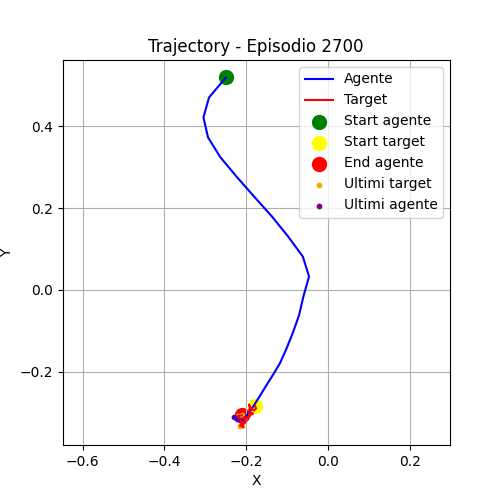 Trajectory - Episodio 2700
Agente
Target
Start agente
Start target
End agente
Ultimi target
Ultimi agente
0.4
0.2
0.0
−0.2
Y
−0.6
−0.4
−0.2
0.0
0.2
X